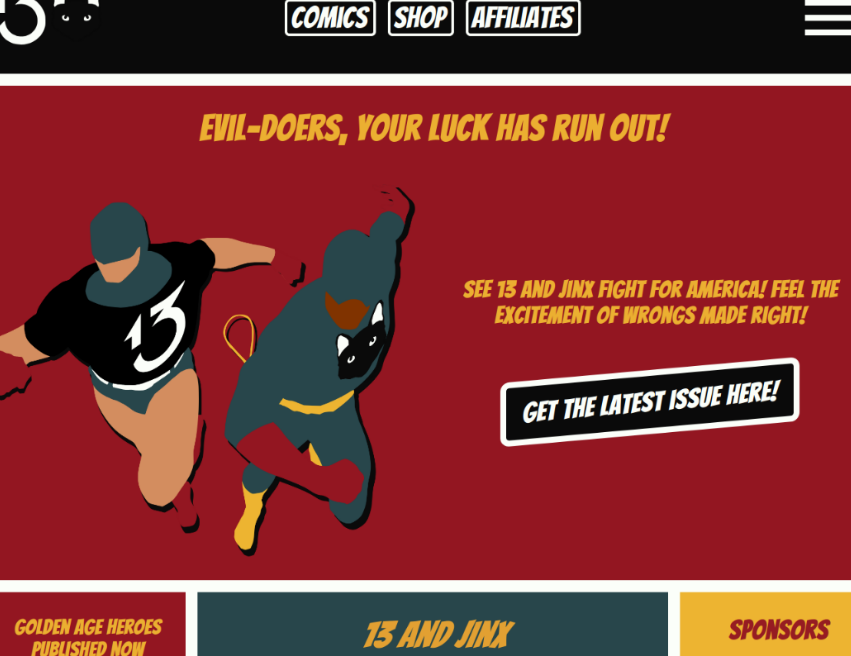 13
COMICS SHOP AFFILIATES
EVIL-DOERS, YOUR LUCK HAS RUN OUT!
13
SEE 13 AND JINX FIGHT FOR AMERICA! FEEL THE
EXCITEMENT OF WRONGS MADE RIGHT!
GET THE LATEST ISSUE HERE!
GOLDEN AGE HEROES
PUBLISHED NOW
13 AND JINX
SPONSORS